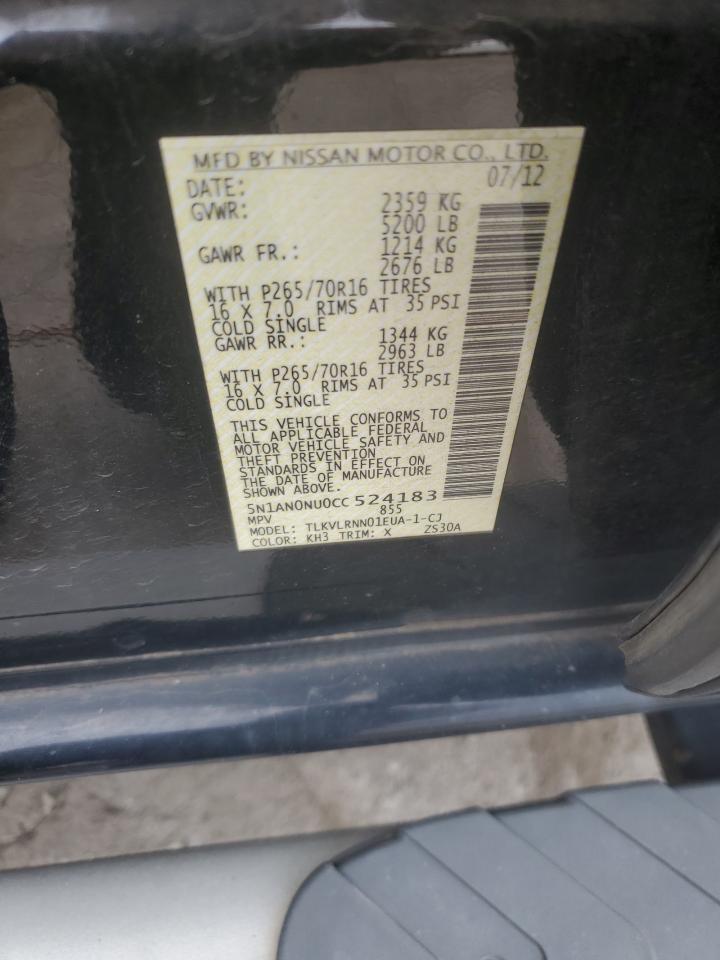 MFD BY NISSAN MOTOR CO., LTD.
DATE: 07/12
GVWR: 2359 KG
5200 LB
GAWR FR.: 1214 KG
2676 LB
WITH P265/70R16 TIRES
16 X 7.0 RIMS AT 35 PSI
COLD SINGLE
GAWR RR.: 1344 KG
2963 LB
WITH P265/70R16 TIRES
16 X 7.0 RIMS AT 35 PSI
COLD SINGLE
THIS VEHICLE CONFORMS TO
ALL APPLICABLE FEDERAL
MOTOR VEHICLE SAFETY AND
THEFT PREVENTION
STANDARDS IN EFFECT ON
THE DATE OF MANUFACTURE
SHOWN ABOVE.
5N1AN0NU0CC 524183
MPV 855
MODEL: TLKVLRNN01EUA-1-CJ
COLOR: KH3 TRIM: X ZS30A